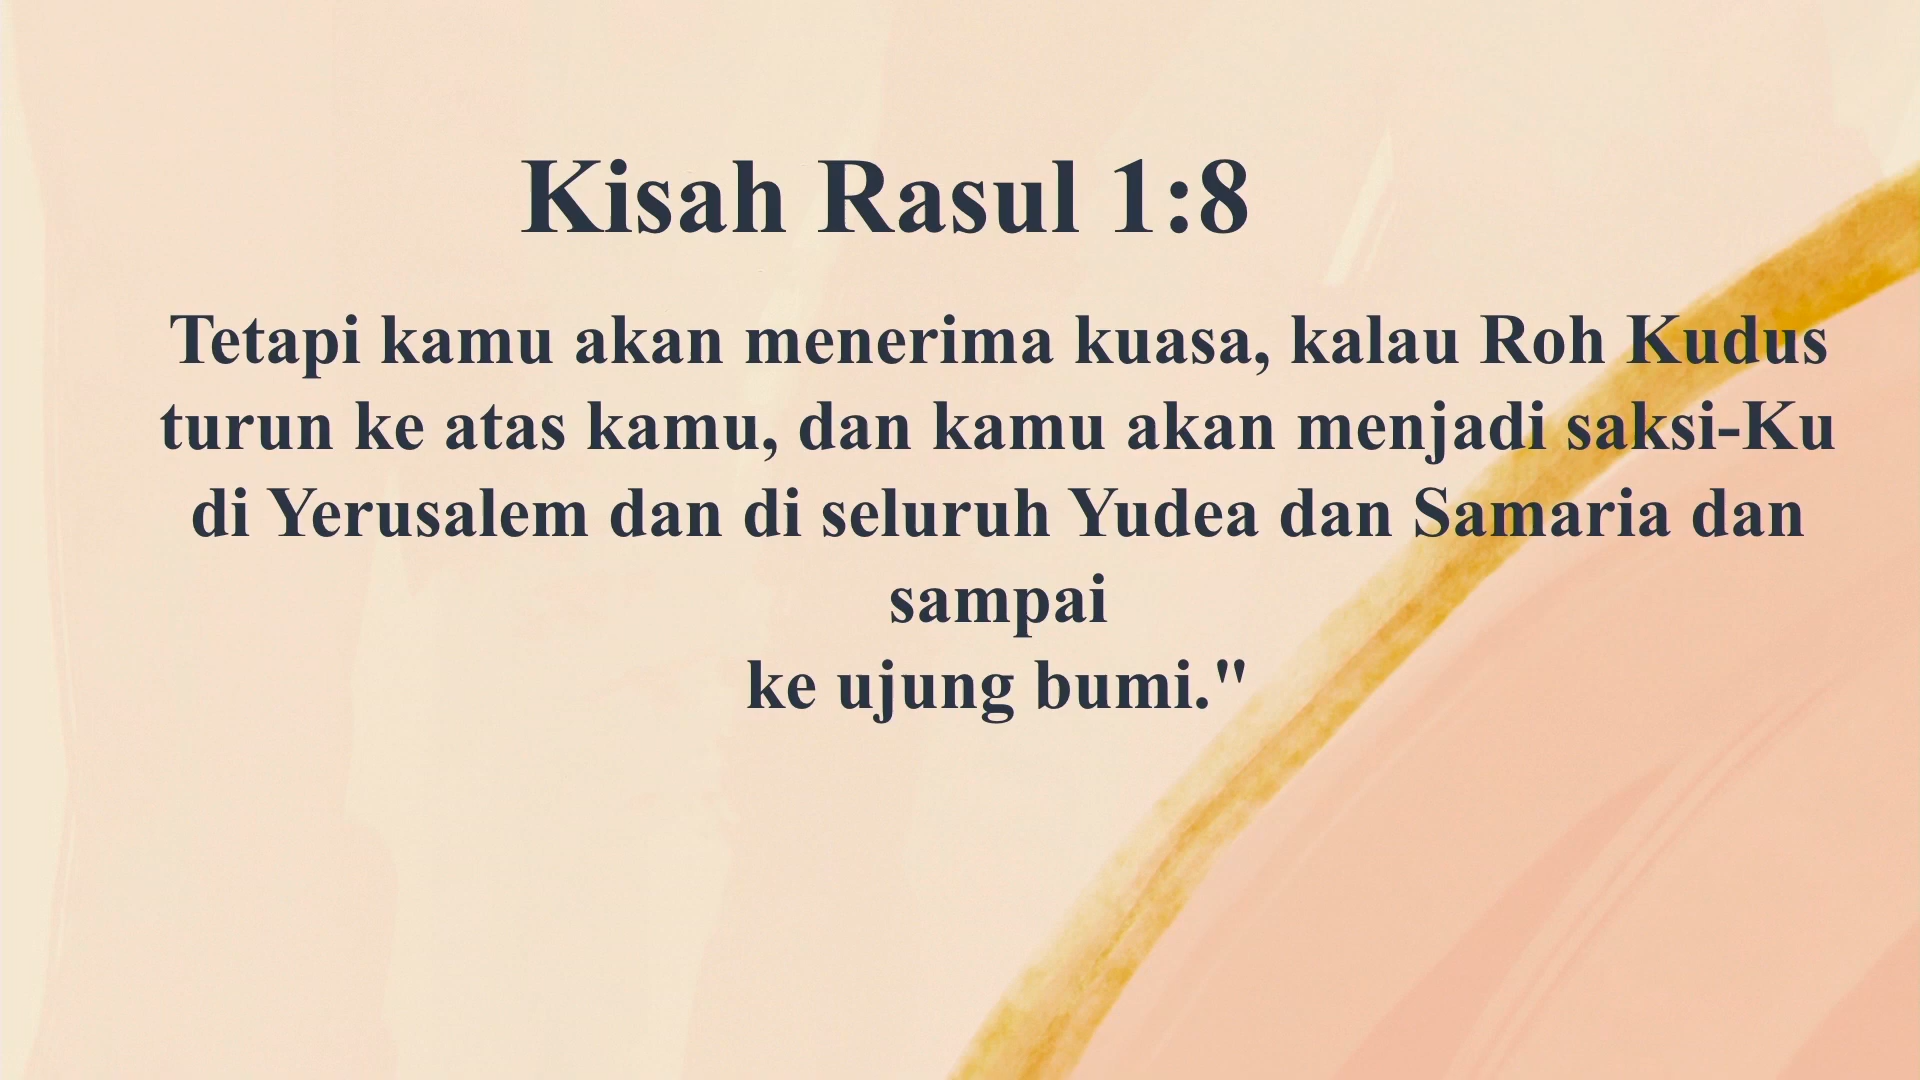 Kisah Rasul 1:8
Tetapi kamu akan menerima kuasa, kalau Roh Kudus
turun ke atas kamu, dan kamu akan menjadi saksi-Ku
di Yerusalem dan di seluruh Yudea dan Samaria dan
sampai
ke ujung bumi."